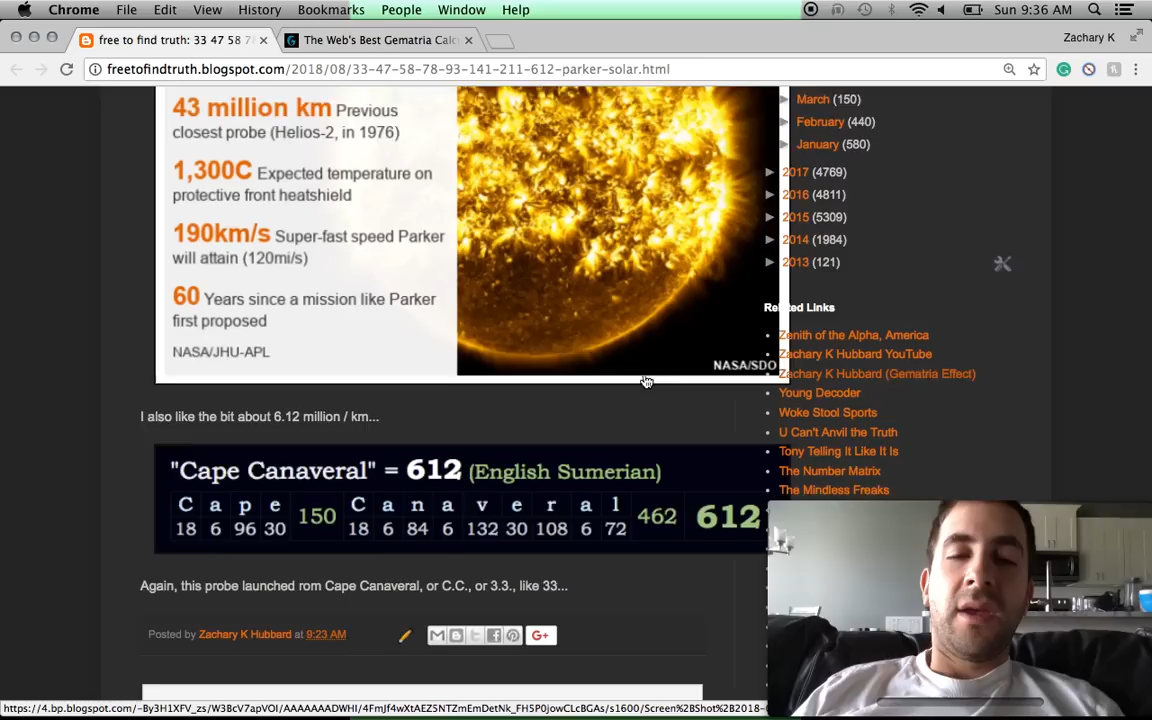 Chrome File Edit View History Bookmarks People Window Help Sun 9:36 AM
free to find truth: 33 47 58 78 The Web's Best Gematria Calc Zachary K
freetofindtruth.blogspot.com/2018/08/33-47-58-78-93-141-211-612-parker-solar.html
43 million km Previous
closest probe (Helios-2, in 1976)
1,300C Expected temperature on
protective front heatshield
190km/s Super-fast speed Parker
will attain (120mi/s)
60 Years since a mission like Parker
first proposed
NASA/JHU-APL
NASA/SDO
I also like the bit about 6.12 million / km...
"Cape Canaveral" = 612 (English Sumerian)
C a p e 150 C a n a v e r a l 462 612
18 6 96 30 18 6 84 6 132 30 108 6 72
Again, this probe launched rom Cape Canaveral, or C.C., or 3.3., like 33...
Posted by Zachary K Hubbard at 9:23 AM
G+
March (150)
February (440)
January (580)
2017 (4769)
2016 (4811)
2015 (5309)
2014 (1984)
2013 (121)
Related Links
Zenith of the Alpha, America
Zachary K Hubbard YouTube
Zachary K Hubbard (Gematria Effect)
Young Decoder
Woke Stool Sports
U Can't Anvil the Truth
Tony Telling It Like It Is
The Number Matrix
The Mindless Freaks